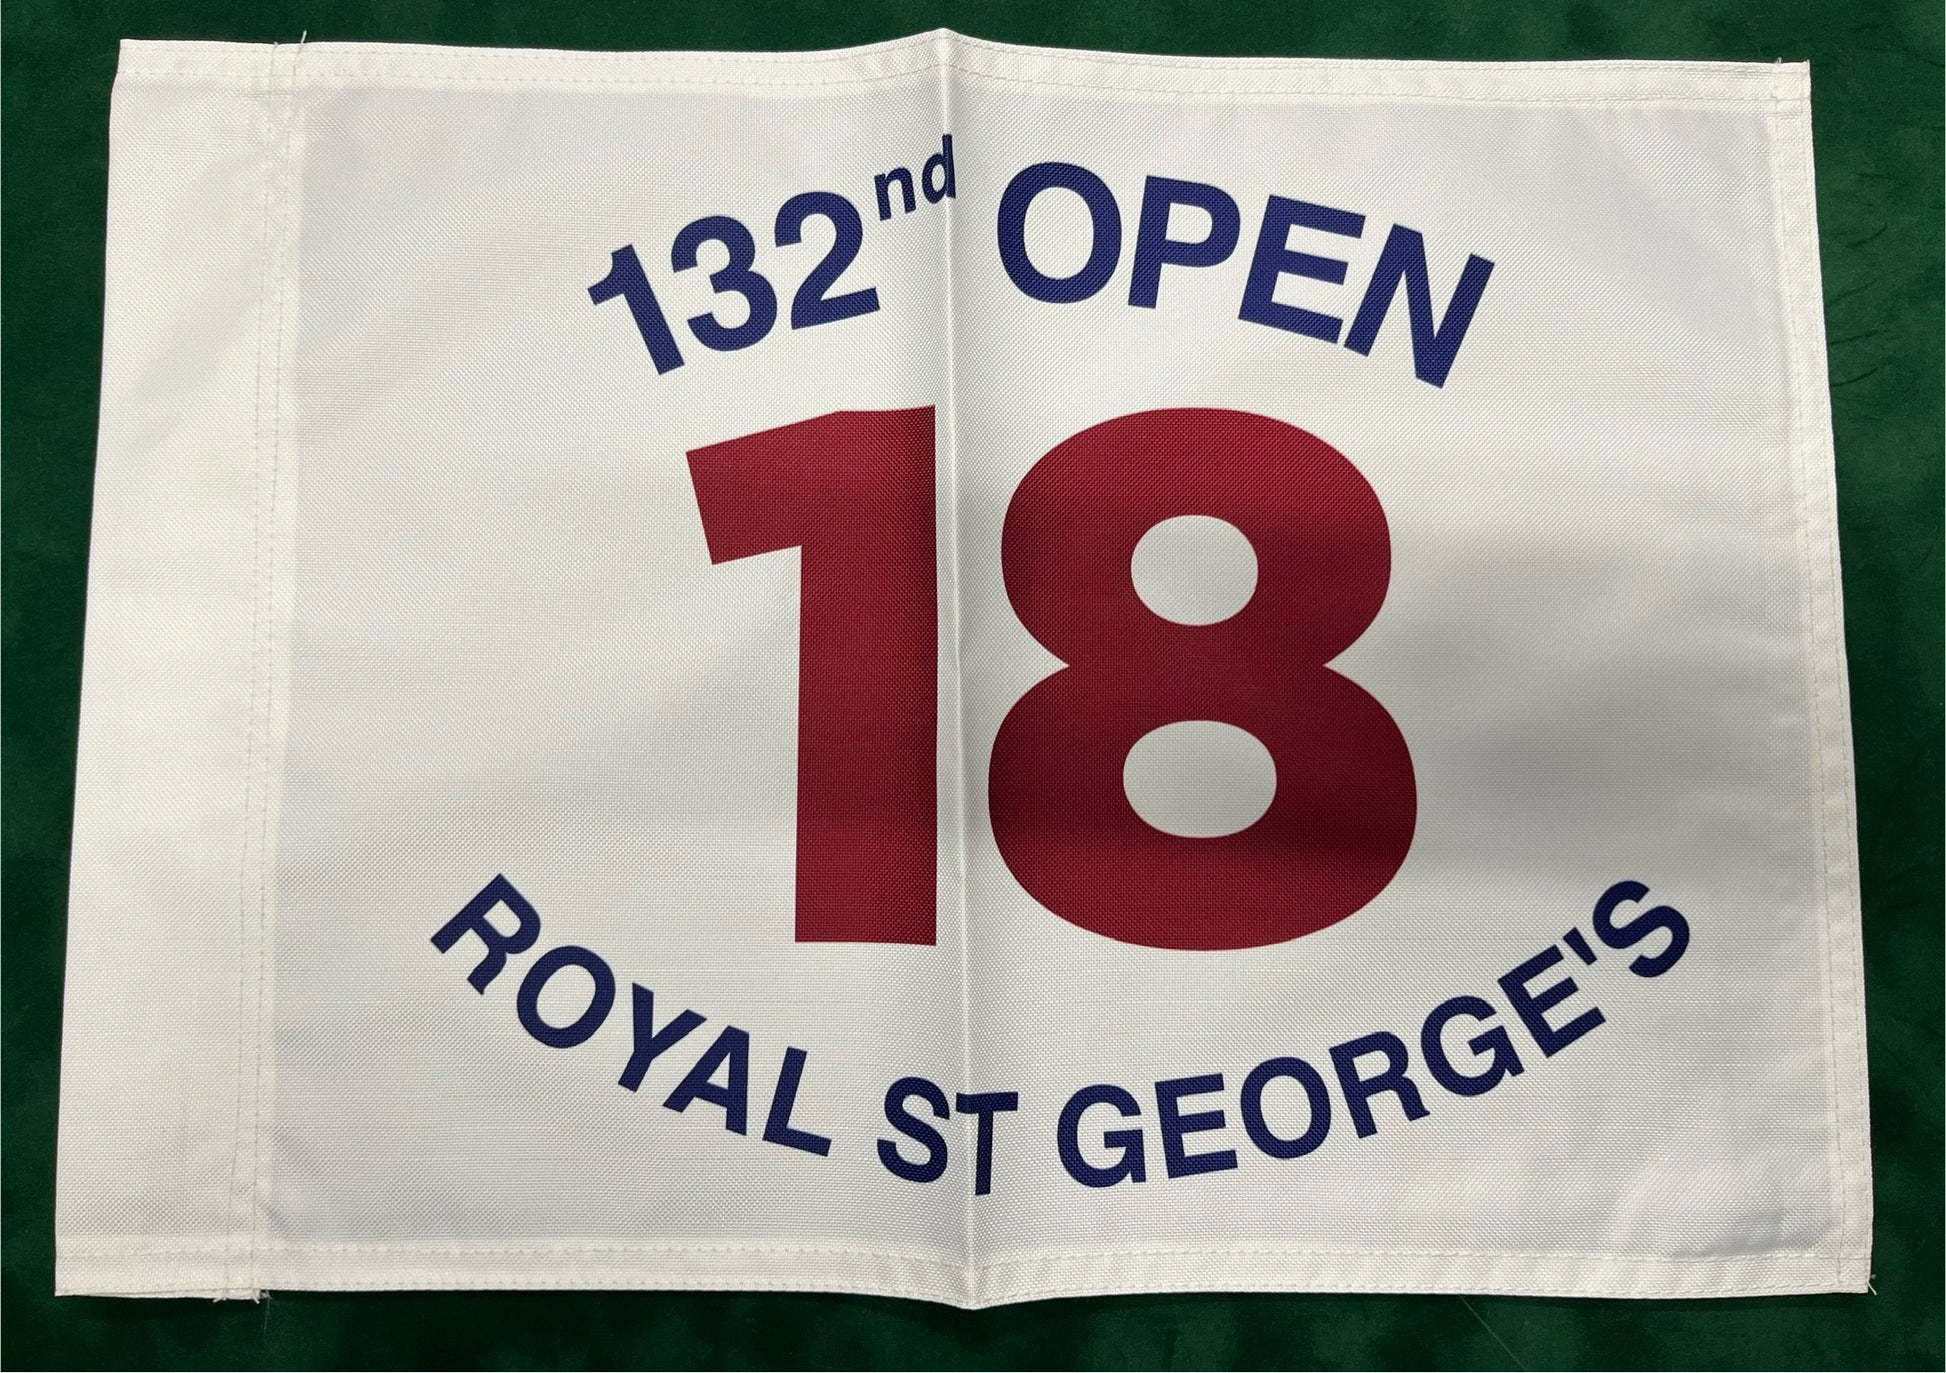 132nd OPEN
18
ROYAL ST GEORGE'S